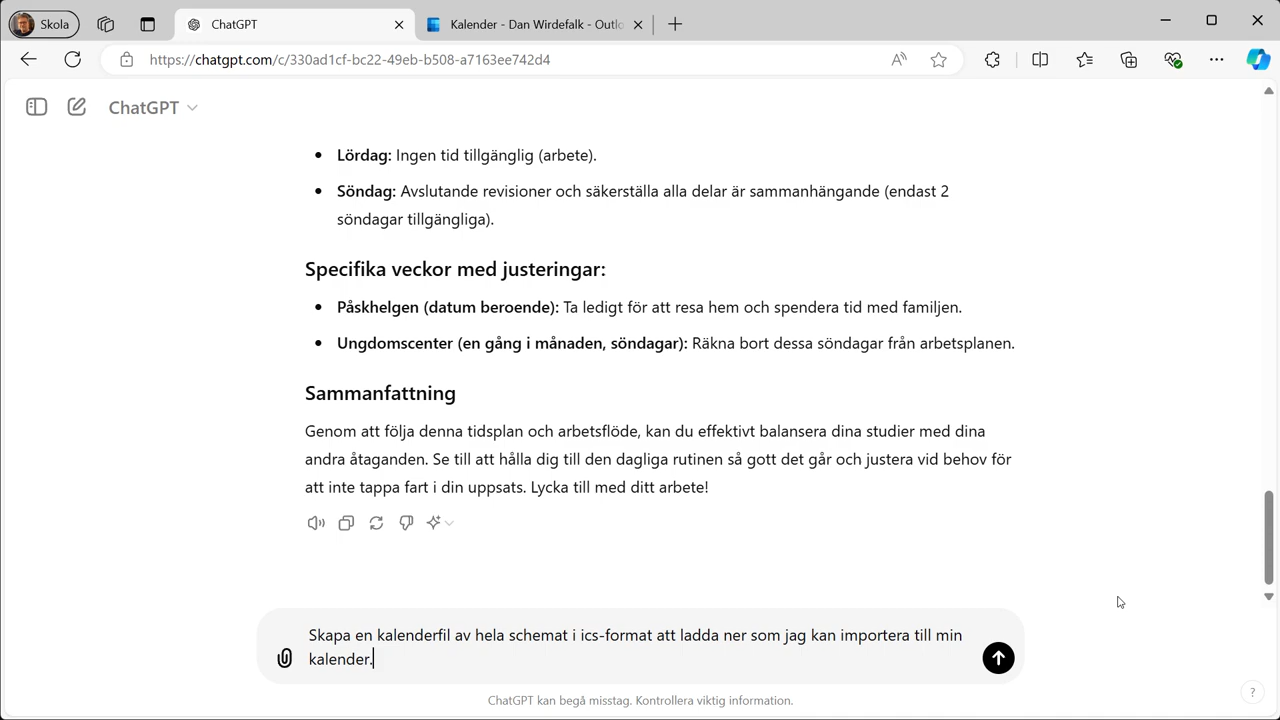 Skola
ChatGPT
Kalender - Dan Wirdefalk - Outlo
https://chatgpt.com/c/330ad1cf-bc22-49eb-b508-a7163ee742d4
ChatGPT
Lördag: Ingen tid tillgänglig (arbete).
Söndag: Avslutande revisioner och säkerställa alla delar är sammanhängande (endast 2
söndagar tillgängliga).
Specifika veckor med justeringar:
Påskhelgen (datum beroende): Ta ledigt för att resa hem och spendera tid med familjen.
Ungdomscenter (en gång i månaden, söndagar): Räkna bort dessa söndagar från arbetsplanen.
Sammanfattning
Genom att följa denna tidsplan och arbetsflöde, kan du effektivt balansera dina studier med dina
andra åtaganden. Se till att hålla dig till den dagliga rutinen så gott det går och justera vid behov för
att inte tappa fart i din uppsats. Lycka till med ditt arbete!
Skapa en kalenderfil av hela schemat i ics-format att ladda ner som jag kan importera till min
kalender.
ChatGPT kan begå misstag. Kontrollera viktig information.
?